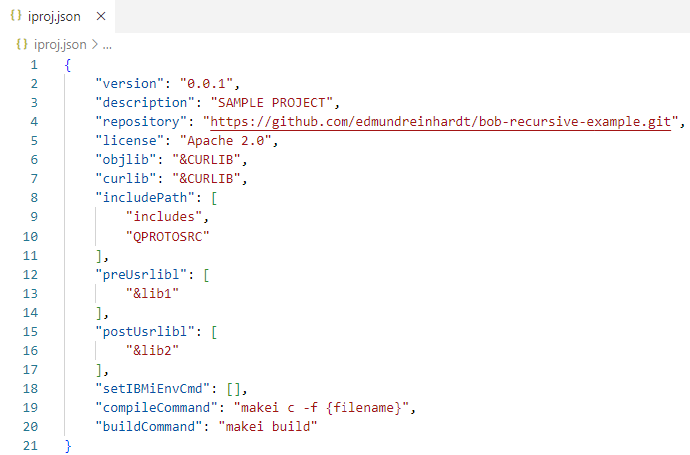 {} iproj.json ×
{} iproj.json > ...
1 {
2 "version": "0.0.1",
3 "description": "SAMPLE PROJECT",
4 "repository": "https://github.com/edmundreinhardt/bob-recursive-example.git",
5 "license": "Apache 2.0",
6 "objlib": "&CURLIB",
7 "curlib": "&CURLIB",
8 "includePath": [
9 "includes",
10 "QPROTOSRC"
11 ],
12 "preUsrlibl": [
13 "&lib1"
14 ],
15 "postUsrlibl": [
16 "&lib2"
17 ],
18 "setIBMiEnvCmd": [],
19 "compileCommand": "makei c -f {filename}",
20 "buildCommand": "makei build"
21 }